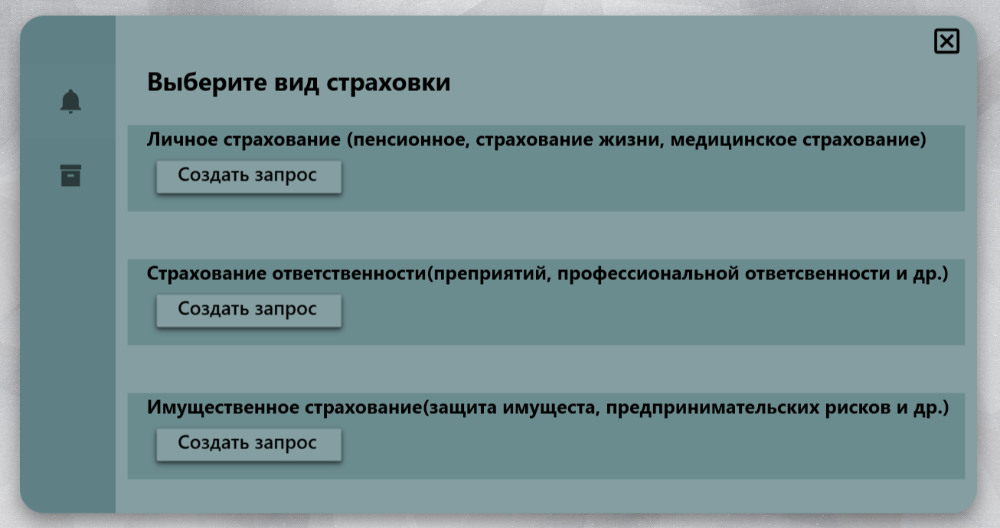 Выберите вид страховки
Личное страхование (пенсионное, страхование жизни, медицинское страхование)
Создать запрос
Страхование ответственности(преприятий, профессиональной ответсвенности и др.)
Создать запрос
Имущественное страхование(защита имущеста, предпринимательских рисков и др.)
Создать запрос